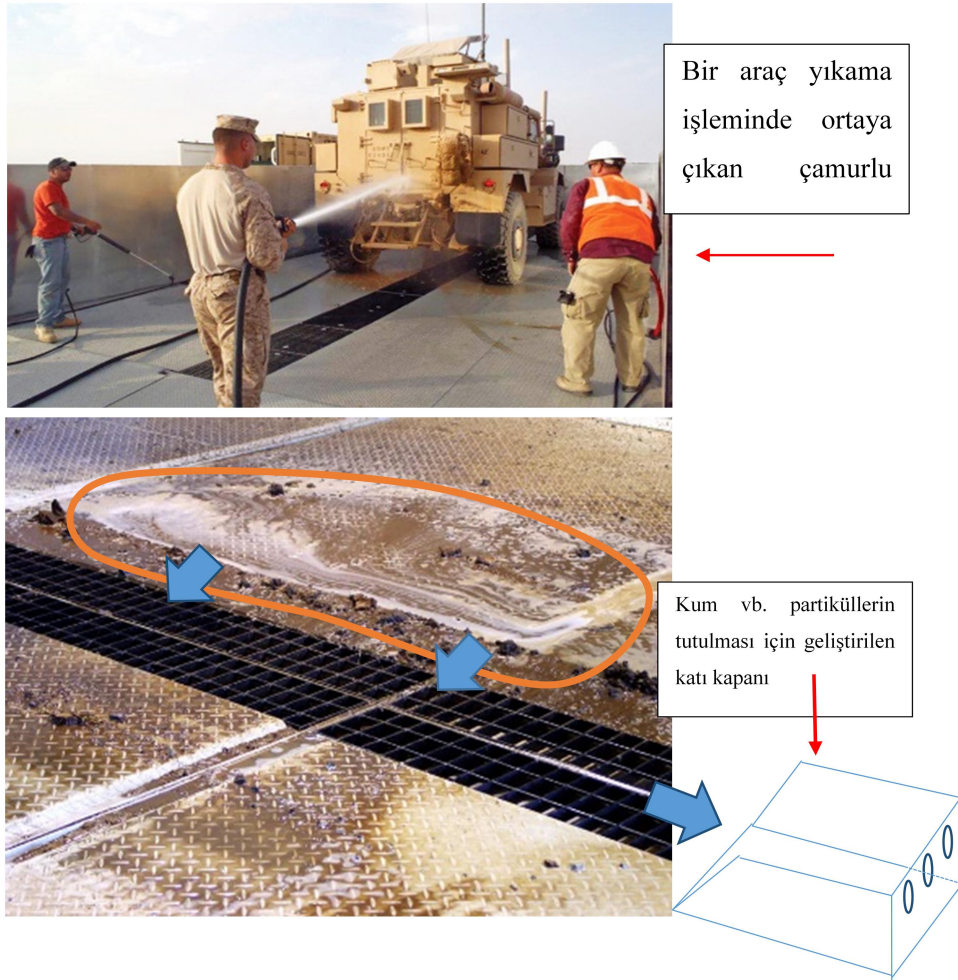 Bir araç yıkama
işleminde ortaya
çıkan çamurlu
Kum vb. partiküllerin
tutulması için geliştirilen
katı kapanı